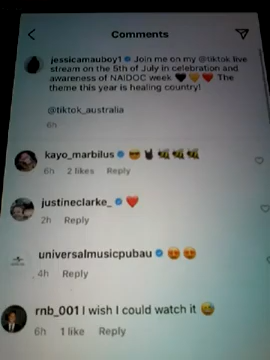 Comments
jessicamauboy1 Join me on my @tiktok live
stream on the 5th of July in celebration and
awareness of NAIDOC week 🖤💛❤️ The
theme this year is healing country!
@tiktok_australia
6h
kayo_marbilus 😎🤘🐝🐝🐝
6h 2 likes Reply
justineclarke_ ❤️
2h Reply
universalmusicpubau 😍😍
4h Reply
rnb_001 I wish I could watch it 😀
6h 1 like Reply